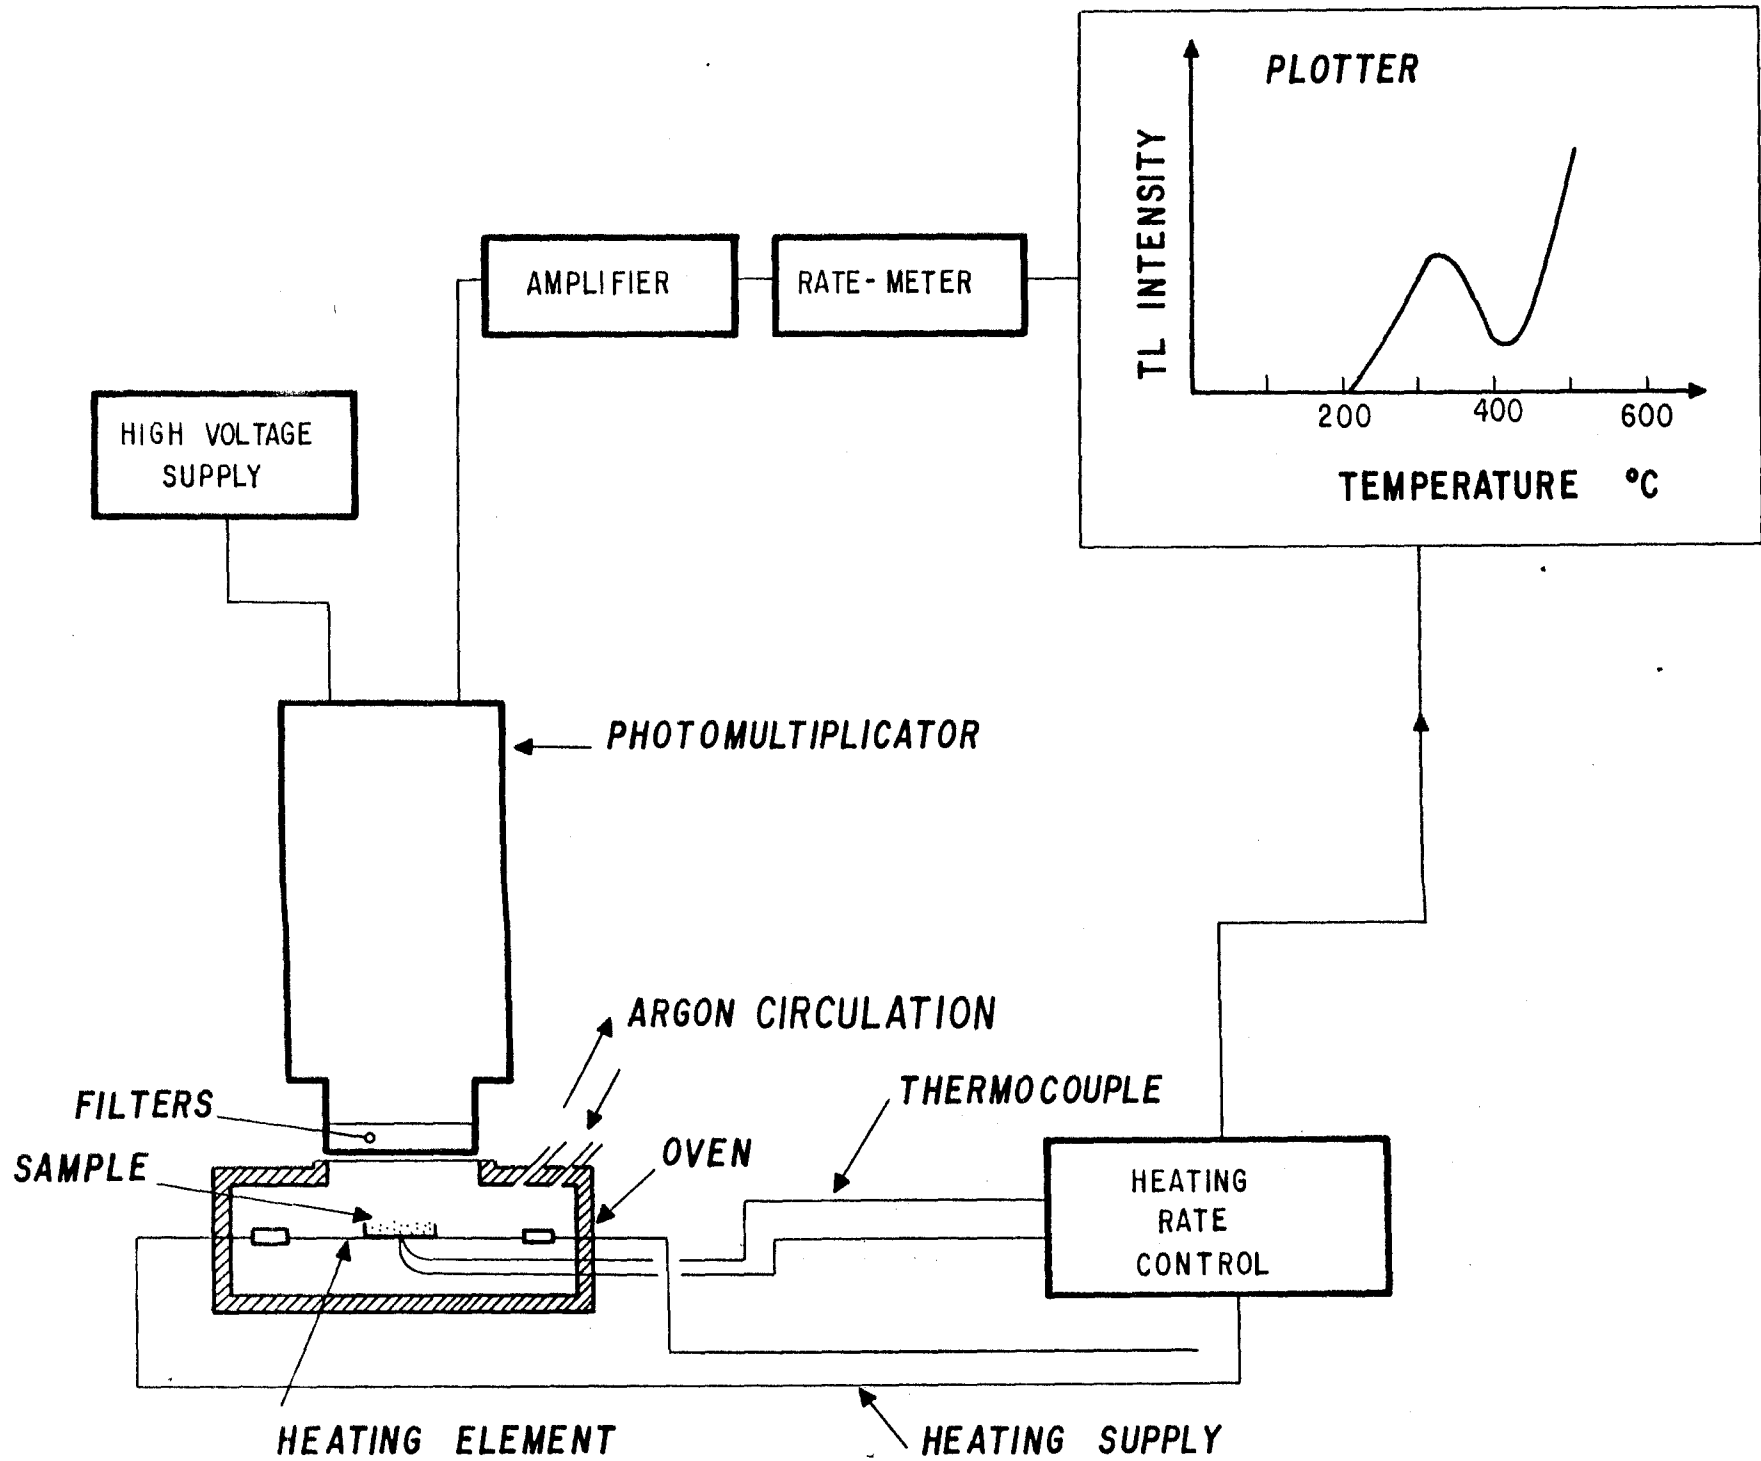 PLOTTER
TL INTENSITY
200 400 600
TEMPERATURE °C
AMPLIFIER
RATE-METER
HIGH VOLTAGE
SUPPLY
PHOTOMULTIPLICATOR
ARGON CIRCULATION
THERMOCOUPLE
FILTERS
OVEN
SAMPLE
HEATING
RATE
CONTROL
HEATING ELEMENT
HEATING SUPPLY